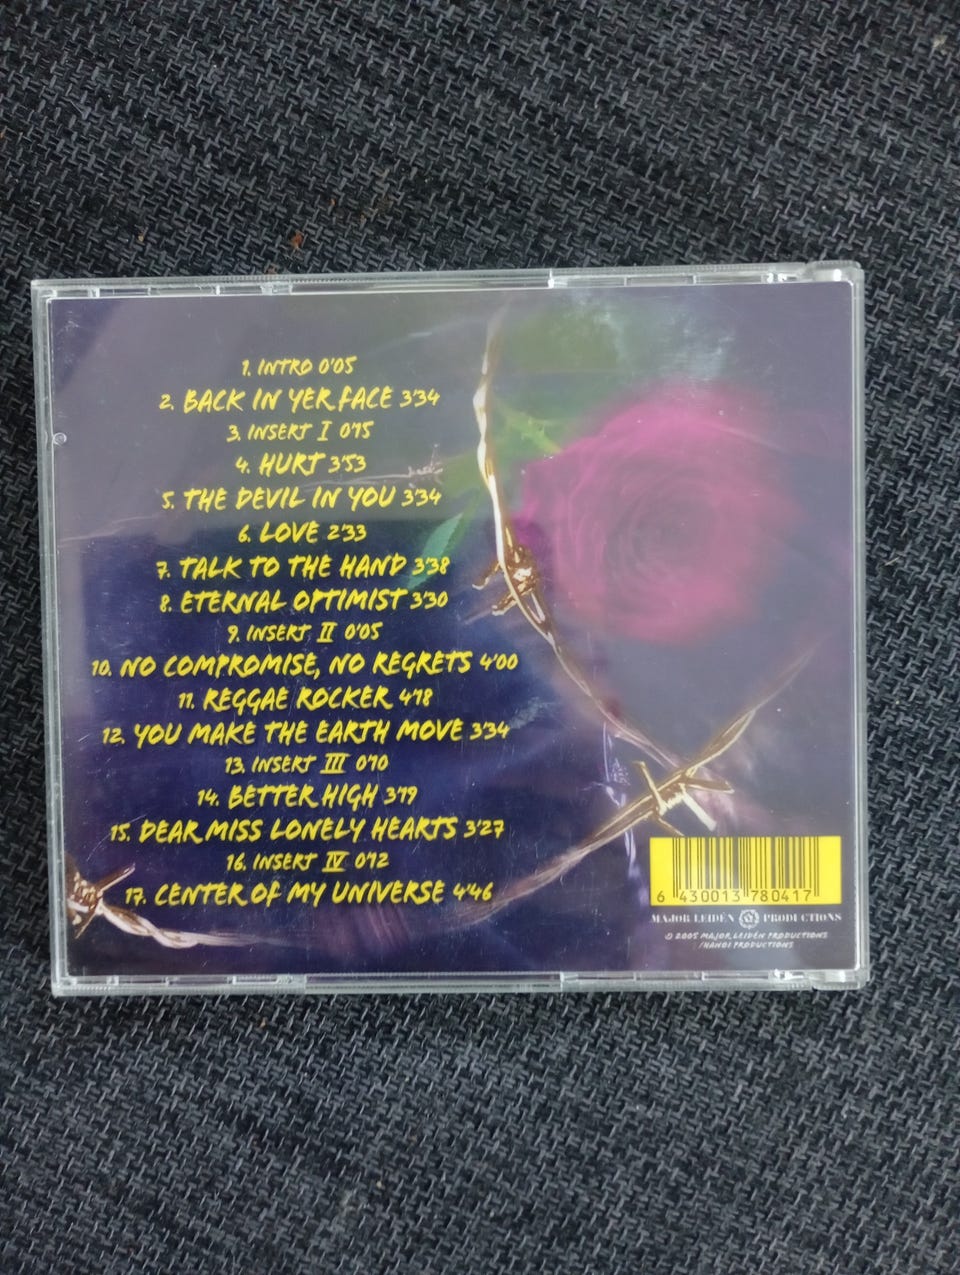 1. INTRO 0'05
2. BACK IN YER FACE 3'34
3. INSERT I 0'15
4. HURT 3'53
5. THE DEVIL IN YOU 3'34
6. LOVE 2'33
7. TALK TO THE HAND 3'38
8. ETERNAL OPTIMIST 3'30
9. INSERT II 0'05
10. NO COMPROMISE, NO REGRETS 4'00
11. REGGAE ROCKER 4'18
12. YOU MAKE THE EARTH MOVE 3'34
13. INSERT III 0'10
14. BETTER HIGH 3'19
15. DEAR MISS LONELY HEARTS 3'27
16. INSERT IV 0'12
17. CENTER OF MY UNIVERSE 4'46
6 430013 780417
MAJOR LEIDÉN PRODUCTIONS
℗ 2005 MAJOR LEIDÉN PRODUCTIONS
/HANOI PRODUCTIONS